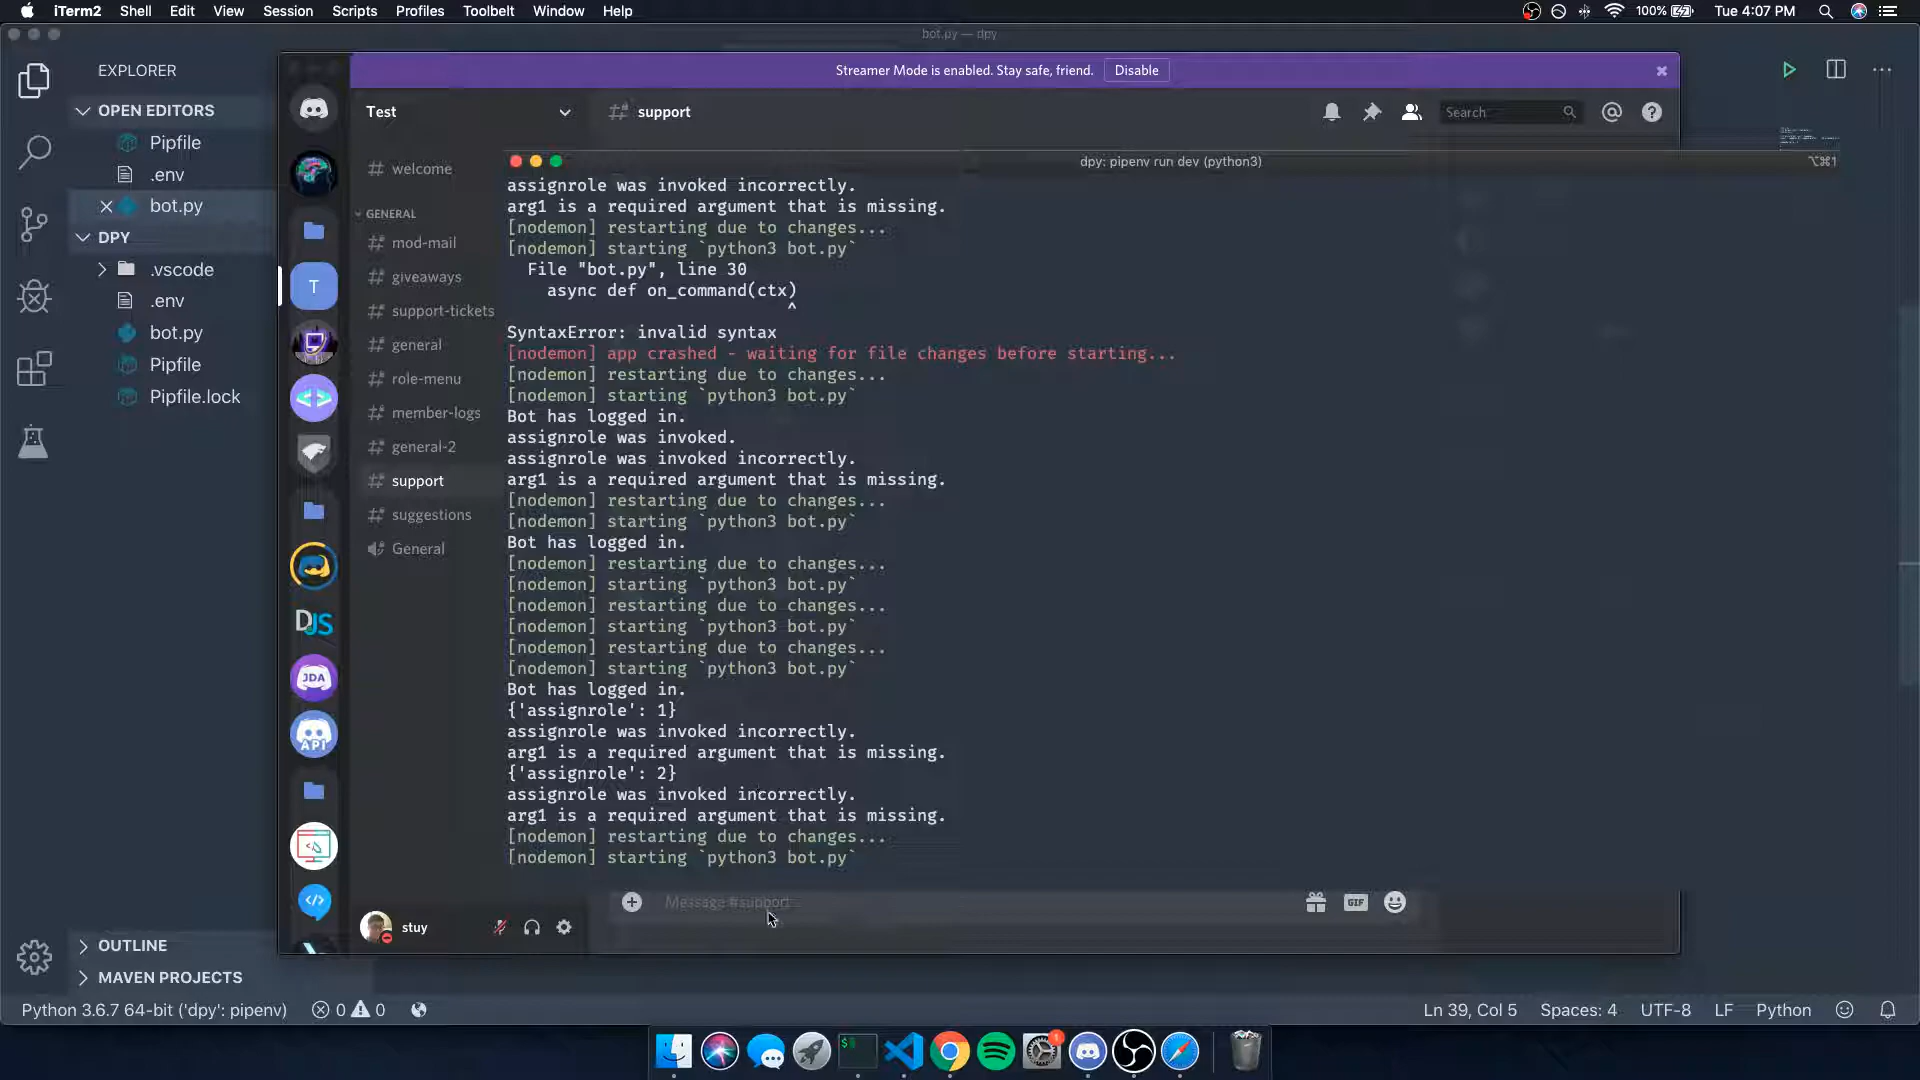 iTerm2 Shell Edit View Session Scripts Profiles Toolbelt Window Help
100% Tue 4:07 PM
bot.py — dpy
EXPLORER
OPEN EDITORS
Pipfile
.env
bot.py
DPY
.vscode
.env
bot.py
Pipfile
Pipfile.lock
OUTLINE
MAVEN PROJECTS
Streamer Mode is enabled. Stay safe, friend. Disable
Test
support
Search
welcome
GENERAL
mod-mail
giveaways
support-tickets
general
role-menu
member-logs
general-2
support
suggestions
General
T
DJS
JDA
API
stuy
dpy: pipenv run dev (python3)
⌥⌘1
assignrole was invoked incorrectly.
arg1 is a required argument that is missing.
[nodemon] restarting due to changes...
[nodemon] starting `python3 bot.py`
File "bot.py", line 30
async def on_command(ctx)
^
SyntaxError: invalid syntax
[nodemon] app crashed - waiting for file changes before starting...
[nodemon] restarting due to changes...
[nodemon] starting `python3 bot.py`
Bot has logged in.
assignrole was invoked.
assignrole was invoked incorrectly.
arg1 is a required argument that is missing.
[nodemon] restarting due to changes...
[nodemon] starting `python3 bot.py`
Bot has logged in.
[nodemon] restarting due to changes...
[nodemon] starting `python3 bot.py`
[nodemon] restarting due to changes...
[nodemon] starting `python3 bot.py`
[nodemon] restarting due to changes...
[nodemon] starting `python3 bot.py`
Bot has logged in.
{'assignrole': 1}
assignrole was invoked incorrectly.
arg1 is a required argument that is missing.
{'assignrole': 2}
assignrole was invoked incorrectly.
arg1 is a required argument that is missing.
[nodemon] restarting due to changes...
[nodemon] starting `python3 bot.py`
Message #support
GIF
Python 3.6.7 64-bit ('dpy': pipenv) 0 0
Ln 39, Col 5 Spaces: 4 UTF-8 LF Python
$
1